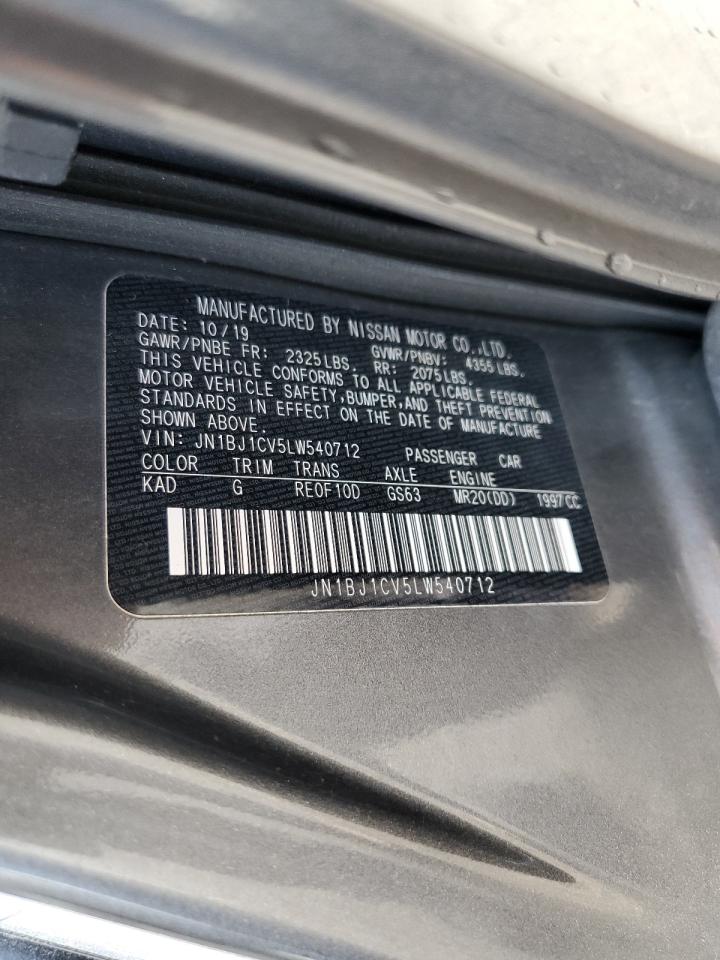 MANUFACTURED BY NISSAN MOTOR CO.,LTD.
DATE: 10/19 GVWR/PNBV: 4355 LBS.
GAWR/PNBE FR: 2325LBS. RR: 2075LBS.
THIS VEHICLE CONFORMS TO ALL APPLICABLE FEDERAL
MOTOR VEHICLE SAFETY,BUMPER,AND THEFT PREVENTION
STANDARDS IN EFFECT ON THE DATE OF MANUFACTURE
SHOWN ABOVE.
VIN: JN1BJ1CV5LW540712 PASSENGER CAR
COLOR TRIM TRANS AXLE ENGINE
KAD G RE0F10D GS63 MR20(DD) 1997CC
JN1BJ1CV5LW540712